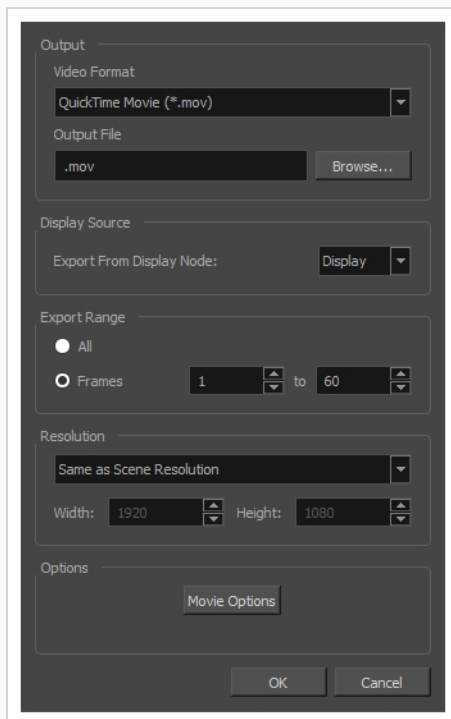 Output
Video Format
QuickTime Movie (*.mov)
Output File
.mov
Browse...
Display Source
Export From Display Node:
Display
Export Range
All
Frames 1 to 60
Resolution
Same as Scene Resolution
Width: 1920 Height: 1080
Options
Movie Options
OK Cancel